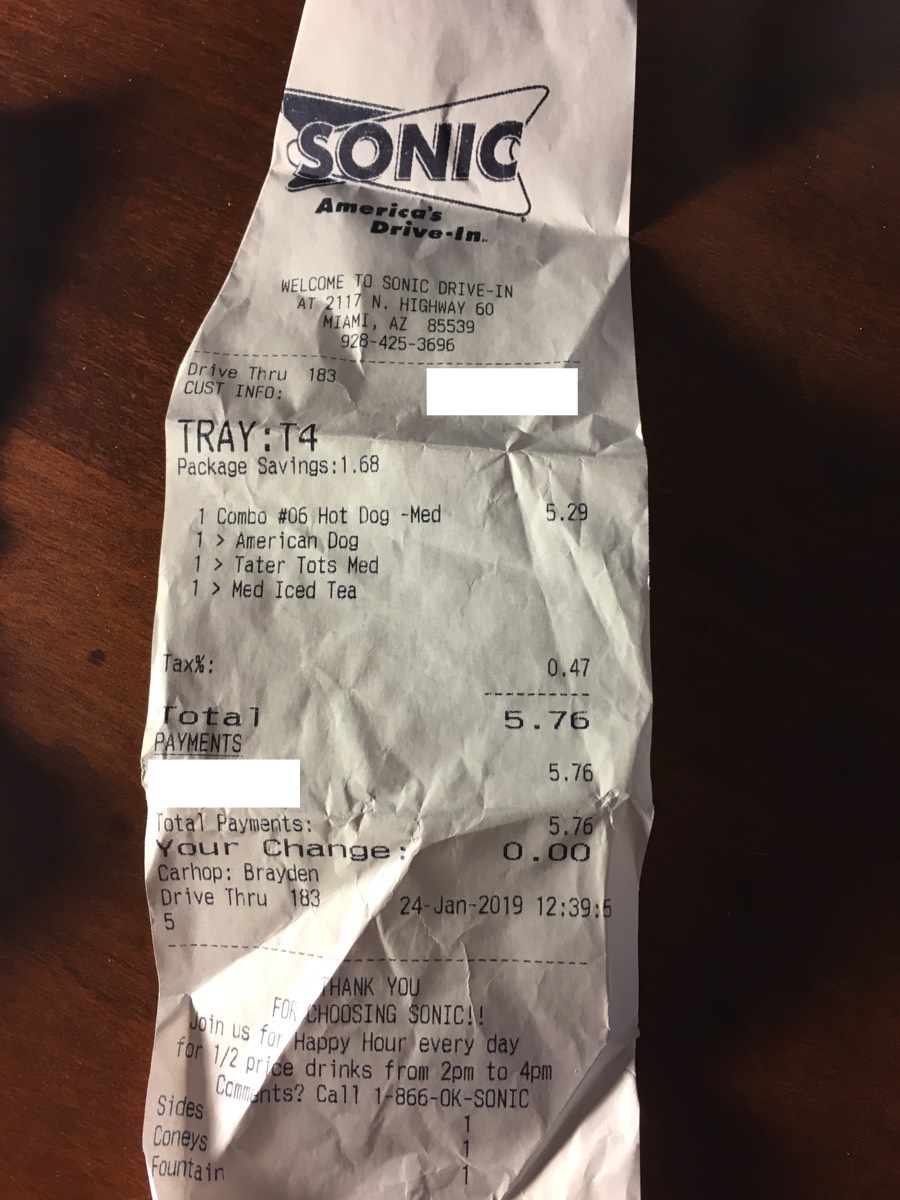 SONIC
America's
Drive-In
WELCOME TO SONIC DRIVE-IN
AT 2117 N. HIGHWAY 60
MIAMI, AZ 85539
928-425-3696
Drive Thru 183
CUST INFO:
TRAY:T4
Package Savings:1.68
1 Combo #06 Hot Dog -Med 5.29
1 > American Dog
1 > Tater Tots Med
1 > Med Iced Tea
Tax%: 0.47
Total 5.76
PAYMENTS
5.76
Total Payments: 5.76
Your Change: 0.00
Carhop: Brayden
Drive Thru 183 24-Jan-2019 12:39:5
5
THANK YOU
FOR CHOOSING SONIC!!
Join us for Happy Hour every day
for 1/2 price drinks from 2pm to 4pm
Comments? Call 1-866-OK-SONIC
Sides 1
Coneys 1
Fountain 1